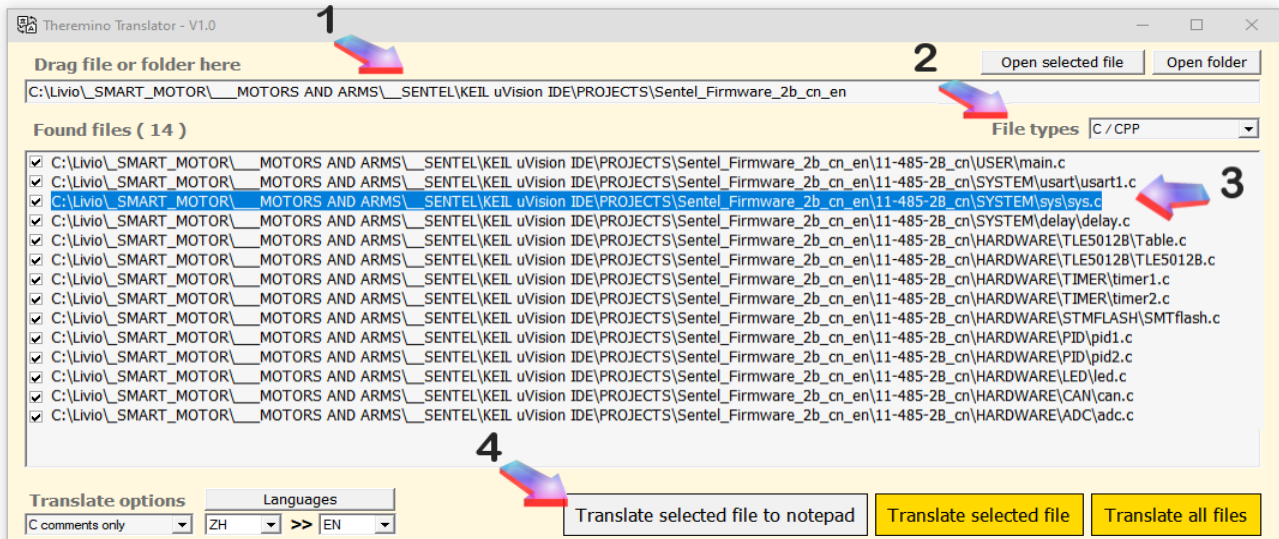 Theremino Translator - V1.0
1
Drag file or folder here
2
Open selected file
Open folder
C:\Livio\_SMART_MOTOR\___MOTORS AND ARMS\__SENTEL\KEIL uVision IDE\PROJECTS\Sentel_Firmware_2b_cn_en
Found files ( 14 )
File types
C / CPP
C:\Livio\_SMART_MOTOR\___MOTORS AND ARMS\__SENTEL\KEIL uVision IDE\PROJECTS\Sentel_Firmware_2b_cn_en\11-485-2B_cn\USER\main.c
C:\Livio\_SMART_MOTOR\___MOTORS AND ARMS\__SENTEL\KEIL uVision IDE\PROJECTS\Sentel_Firmware_2b_cn_en\11-485-2B_cn\SYSTEM\usart\usart1.c
C:\Livio\_SMART_MOTOR\___MOTORS AND ARMS\__SENTEL\KEIL uVision IDE\PROJECTS\Sentel_Firmware_2b_cn_en\11-485-2B_cn\SYSTEM\sys\sys.c
3
C:\Livio\_SMART_MOTOR\___MOTORS AND ARMS\__SENTEL\KEIL uVision IDE\PROJECTS\Sentel_Firmware_2b_cn_en\11-485-2B_cn\SYSTEM\delay\delay.c
C:\Livio\_SMART_MOTOR\___MOTORS AND ARMS\__SENTEL\KEIL uVision IDE\PROJECTS\Sentel_Firmware_2b_cn_en\11-485-2B_cn\HARDWARE\TLE5012B\Table.c
C:\Livio\_SMART_MOTOR\___MOTORS AND ARMS\__SENTEL\KEIL uVision IDE\PROJECTS\Sentel_Firmware_2b_cn_en\11-485-2B_cn\HARDWARE\TLE5012B\TLE5012B.c
C:\Livio\_SMART_MOTOR\___MOTORS AND ARMS\__SENTEL\KEIL uVision IDE\PROJECTS\Sentel_Firmware_2b_cn_en\11-485-2B_cn\HARDWARE\TIMER\timer1.c
C:\Livio\_SMART_MOTOR\___MOTORS AND ARMS\__SENTEL\KEIL uVision IDE\PROJECTS\Sentel_Firmware_2b_cn_en\11-485-2B_cn\HARDWARE\TIMER\timer2.c
C:\Livio\_SMART_MOTOR\___MOTORS AND ARMS\__SENTEL\KEIL uVision IDE\PROJECTS\Sentel_Firmware_2b_cn_en\11-485-2B_cn\HARDWARE\STMFLASH\SMTflash.c
C:\Livio\_SMART_MOTOR\___MOTORS AND ARMS\__SENTEL\KEIL uVision IDE\PROJECTS\Sentel_Firmware_2b_cn_en\11-485-2B_cn\HARDWARE\PID\pid1.c
C:\Livio\_SMART_MOTOR\___MOTORS AND ARMS\__SENTEL\KEIL uVision IDE\PROJECTS\Sentel_Firmware_2b_cn_en\11-485-2B_cn\HARDWARE\PID\pid2.c
C:\Livio\_SMART_MOTOR\___MOTORS AND ARMS\__SENTEL\KEIL uVision IDE\PROJECTS\Sentel_Firmware_2b_cn_en\11-485-2B_cn\HARDWARE\LED\led.c
C:\Livio\_SMART_MOTOR\___MOTORS AND ARMS\__SENTEL\KEIL uVision IDE\PROJECTS\Sentel_Firmware_2b_cn_en\11-485-2B_cn\HARDWARE\CAN\can.c
C:\Livio\_SMART_MOTOR\___MOTORS AND ARMS\__SENTEL\KEIL uVision IDE\PROJECTS\Sentel_Firmware_2b_cn_en\11-485-2B_cn\HARDWARE\ADC\adc.c
4
Translate options
Languages
C comments only
ZH >> EN
Translate selected file to notepad
Translate selected file
Translate all files